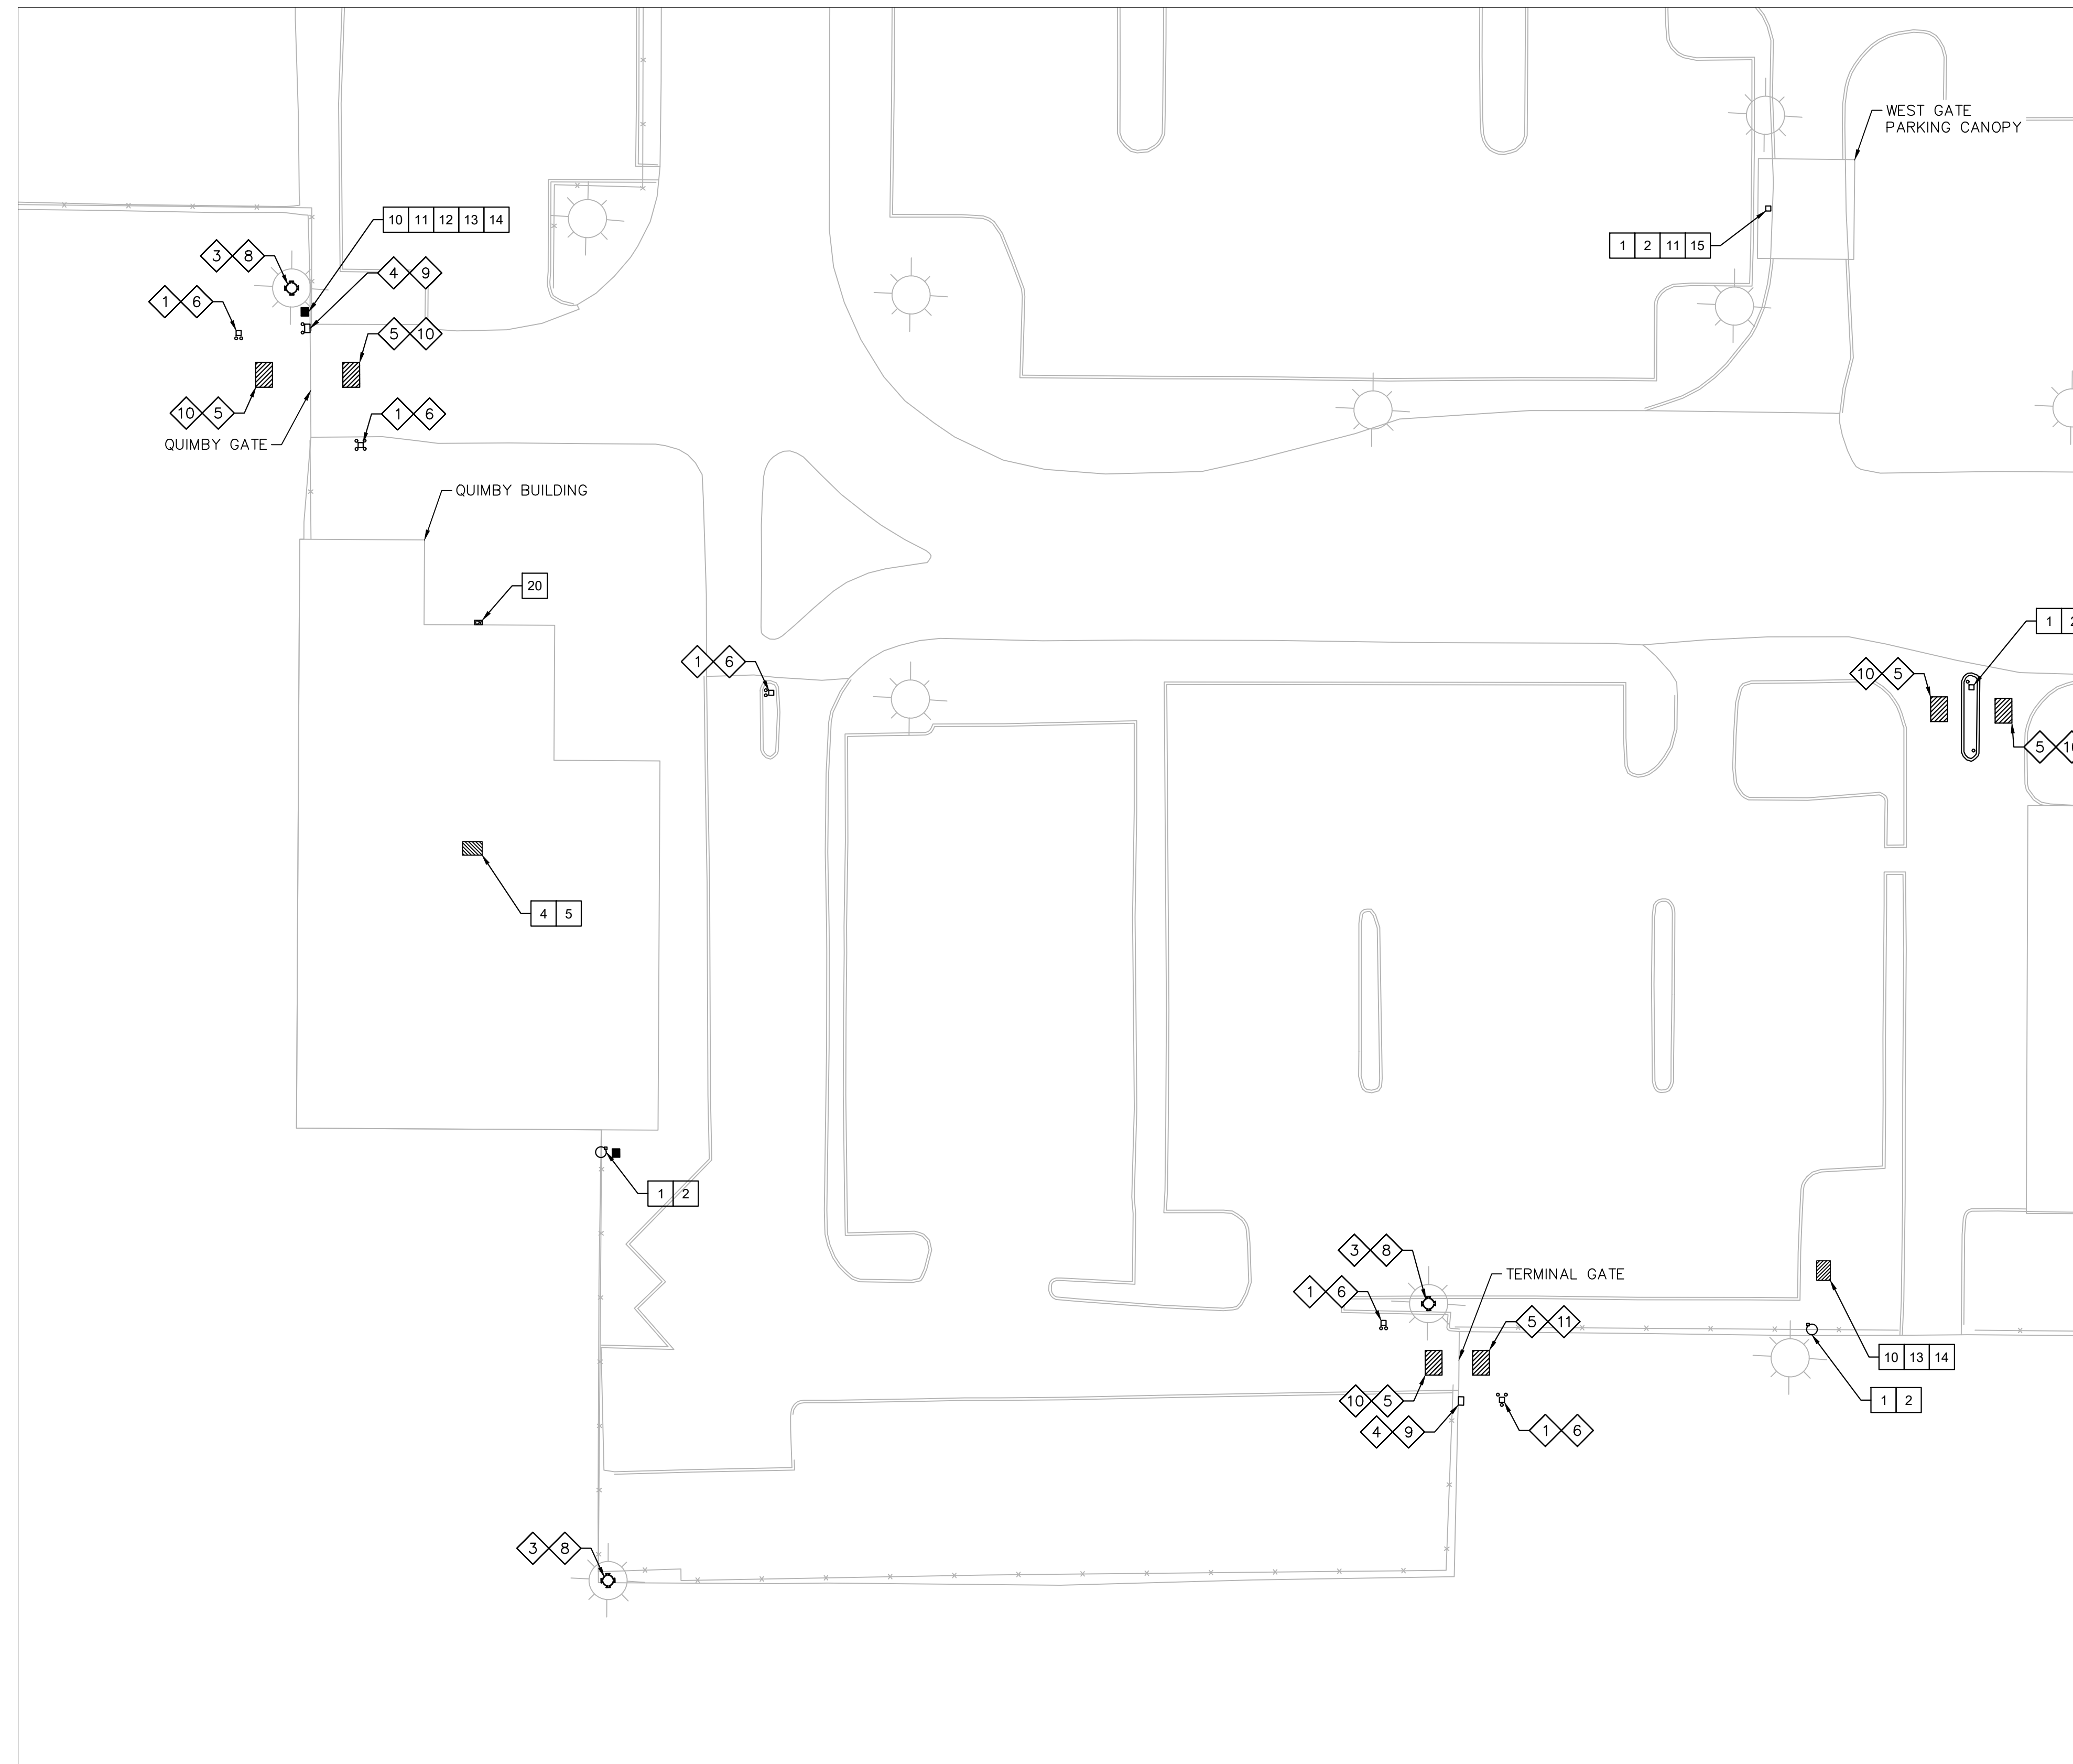 WEST GATE
PARKING CANOPY
10 11 12 13 14
1 2 11 15
3 8
4 9
1 6
5 10
10 5
1 6
QUIMBY GATE
QUIMBY BUILDING
20
1
1 6
10 5
5
4 5
1 2
3 8
TERMINAL GATE
1 6
5 11
10 13 14
10 5
1 2
4 9
1 6
3 8